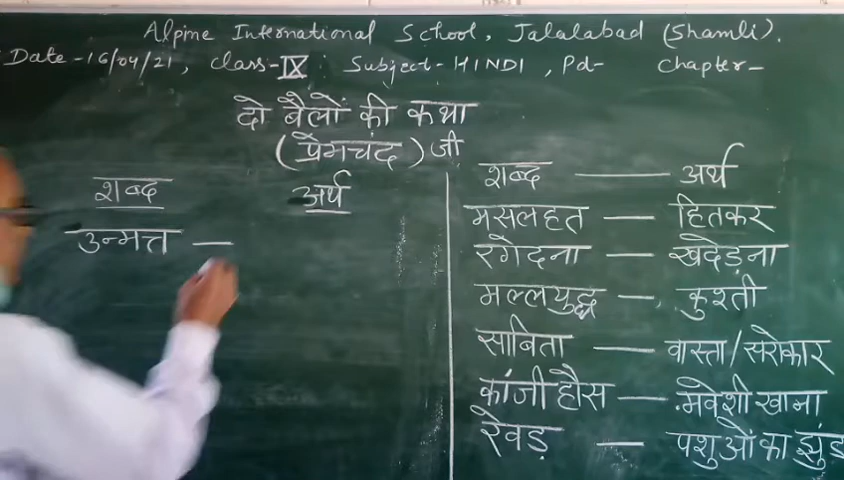 Alpine International School, Jalalabad (Shamli).
Date - 16/04/21, class-IX Subject-HINDI, Pd- Chapter-
दो बैलों की कथा
(प्रेमचंद) जी
शब्द अर्थ
उन्मत्त —
शब्द — अर्थ
मसलहत — हितकर
रगेदना — खदेड़ना
मल्लयुद्ध — कुश्ती
साबिता — वास्ता/सरोकार
कांजी हौस — मवेशी खाना
रेवड़ — पशुओं का झुंड